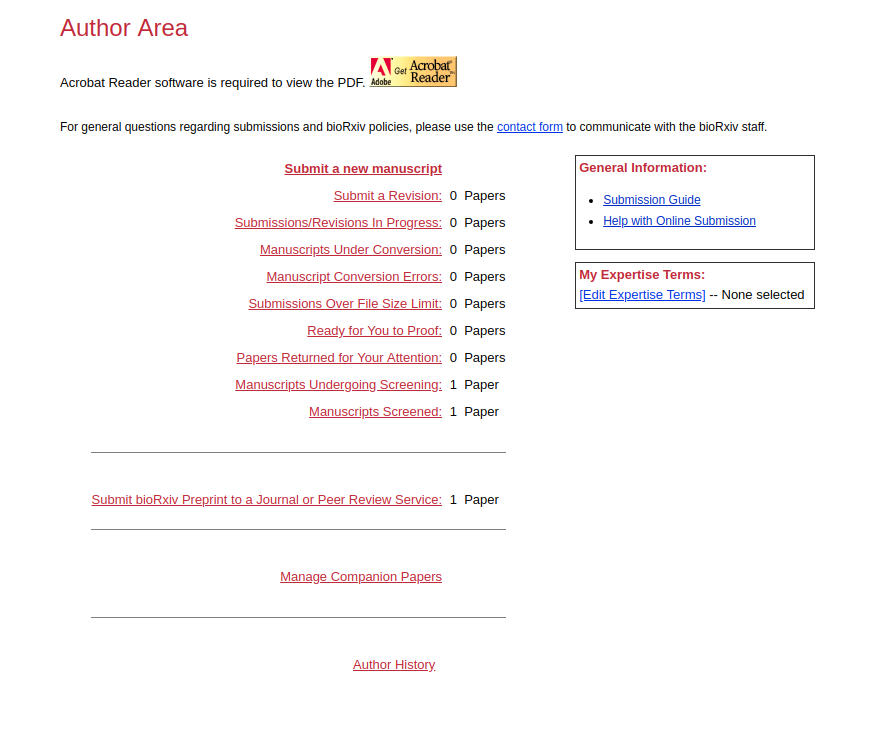 Author Area
Acrobat Reader software is required to view the PDF. Adobe Get Acrobat Reader
For general questions regarding submissions and bioRxiv policies, please use the contact form to communicate with the bioRxiv staff.
Submit a new manuscript
Submit a Revision: 0 Papers
Submissions/Revisions In Progress: 0 Papers
Manuscripts Under Conversion: 0 Papers
Manuscript Conversion Errors: 0 Papers
Submissions Over File Size Limit: 0 Papers
Ready for You to Proof: 0 Papers
Papers Returned for Your Attention: 0 Papers
Manuscripts Undergoing Screening: 1 Paper
Manuscripts Screened: 1 Paper
Submit bioRxiv Preprint to a Journal or Peer Review Service: 1 Paper
Manage Companion Papers
Author History
General Information:
• Submission Guide
• Help with Online Submission
My Expertise Terms:
[Edit Expertise Terms] -- None selected